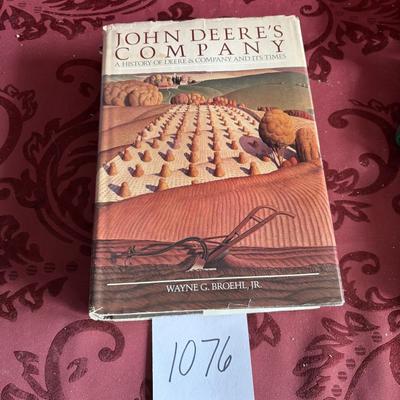 JOHN DEERE'S
COMPANY
A HISTORY OF DEERE & COMPANY AND ITS TIMES
WAYNE G. BROEHL, JR.
1076